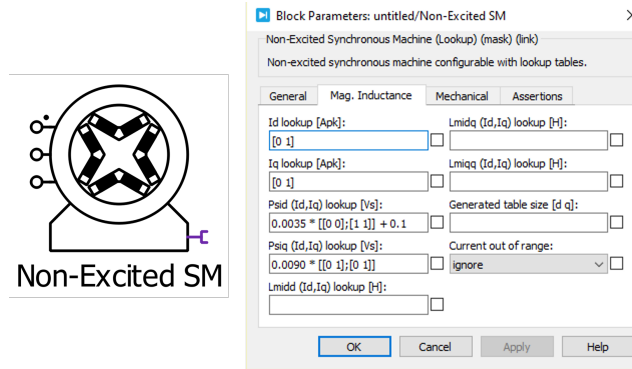 Non-Excited SM
Block Parameters: untitled/Non-Excited SM
Non-Excited Synchronous Machine (Lookup) (mask) (link)
Non-excited synchronous machine configurable with lookup tables.
General Mag. Inductance Mechanical Assertions
Id lookup [Apk]: Lmidq (Id,Iq) lookup [H]:
[0 1]
Iq lookup [Apk]: Lmiqq (Id,Iq) lookup [H]:
[0 1]
Psid (Id,Iq) lookup [Vs]: Generated table size [d q]:
0.0035 * [[0 0];[1 1]] +0.1
Psiq (Id,Iq) lookup [Vs]: Current out of range:
0.0090 * [[0 1];[0 1]] ignore
Lmidd (Id,Iq) lookup [H]:
OK Cancel Apply Help